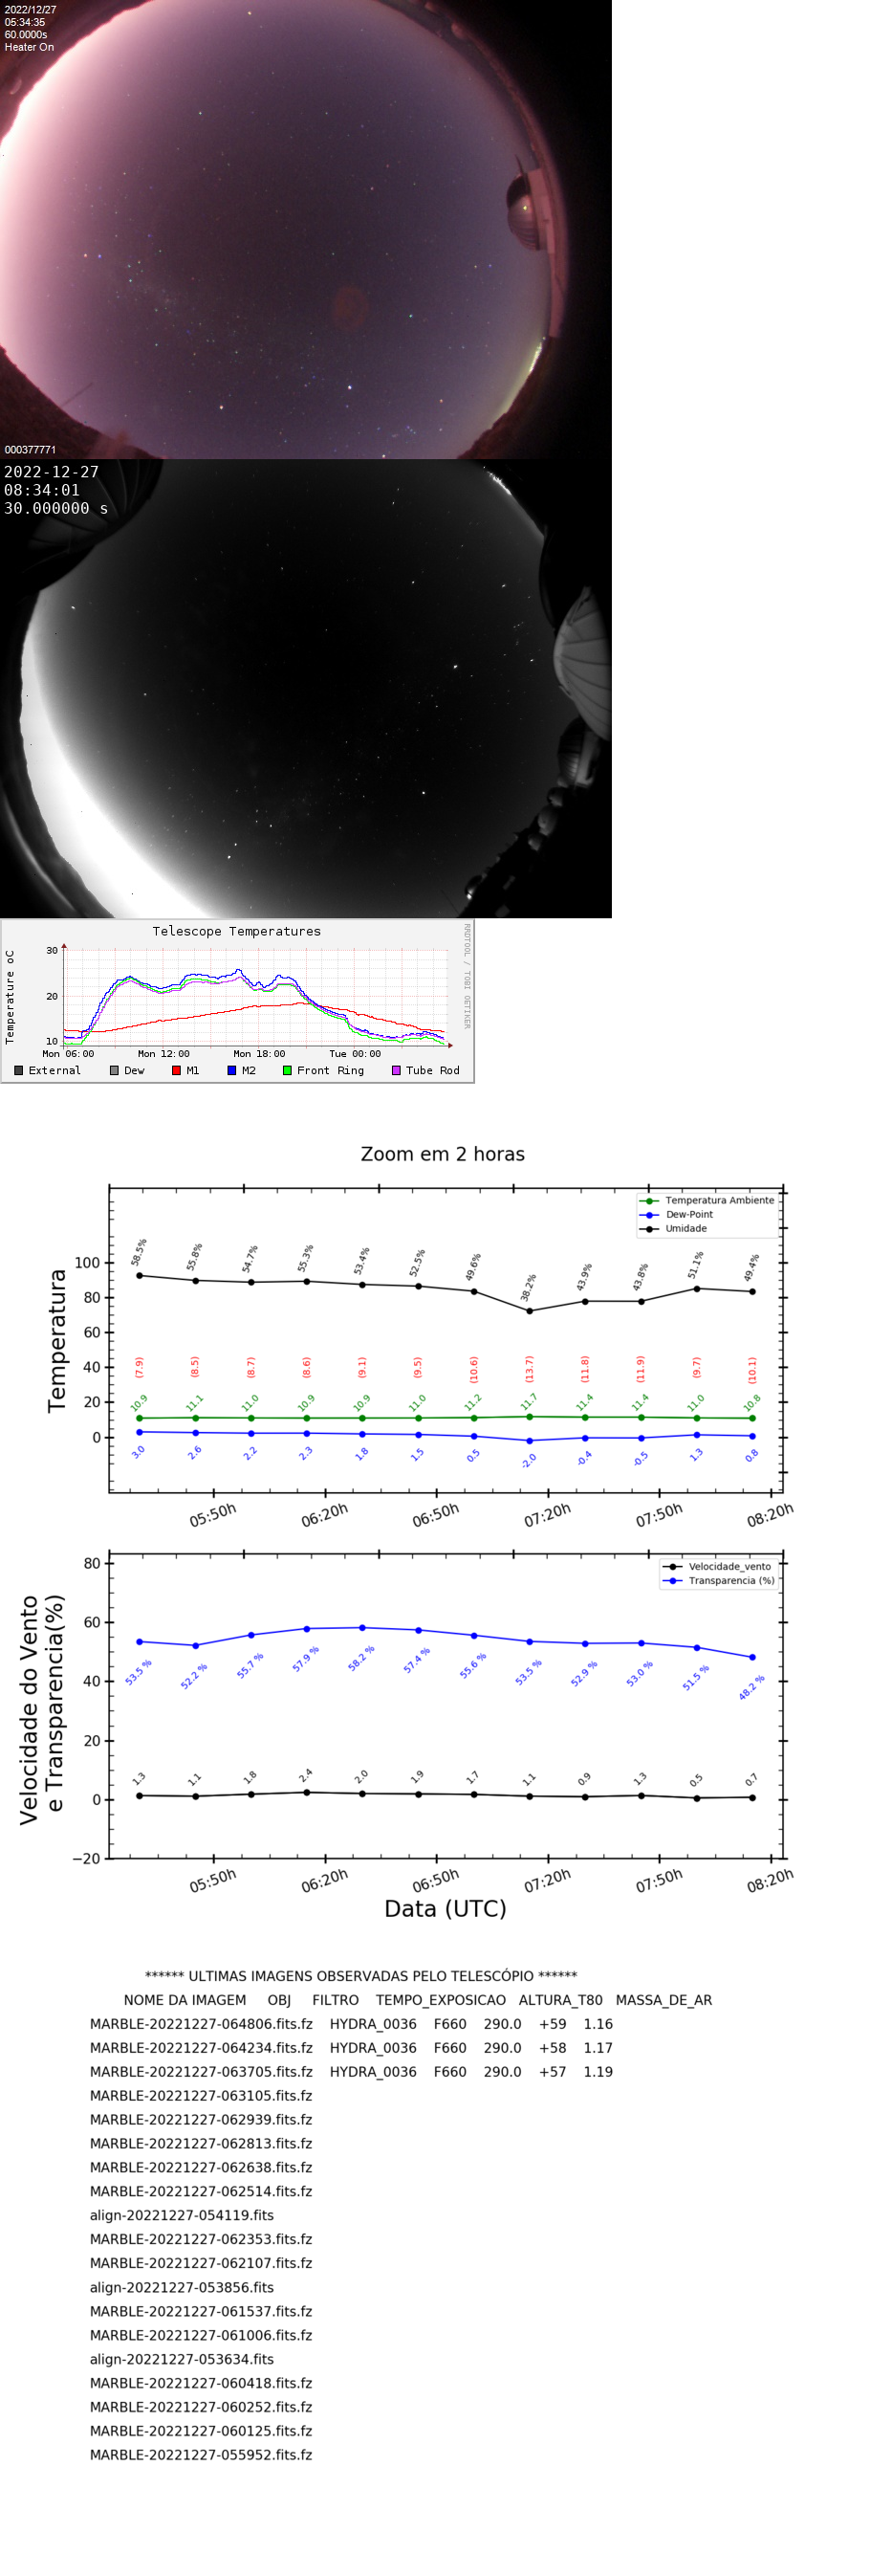 2022/12/27
05:34:35
60.0000s
Heater On
000377771
2022-12-27
08:34:01
30.000000 s
Telescope Temperatures
Temperature oC
30
20
10
Mon 06:00 Mon 12:00 Mon 18:00 Tue 00:00
External Dew M1 M2 Front Ring Tube Rod
RRDTOOL / TOBI OETIKER
Zoom em 2 horas
Temperatura
Temperatura Ambiente
Dew-Point
Umidade
100
80
60
40
20
0
58.5% 55.8% 54.7% 55.3% 53.4% 52.5% 49.6% 38.2% 43.9% 43.8% 51.1% 49.4%
(7.9) (8.5) (8.7) (8.6) (9.1) (9.5) (10.6) (13.7) (11.8) (11.9) (9.7) (10.1)
10.9 11.1 11.0 10.9 10.9 11.0 11.2 11.7 11.4 11.4 11.0 10.8
3.0 2.6 2.2 2.3 1.8 1.5 0.5 -2.0 -0.4 -0.5 1.3 0.8
05:50h 06:20h 06:50h 07:20h 07:50h 08:20h
Velocidade do Vento
e Transparencia(%)
Velocidade_vento
Transparencia (%)
80
60
40
20
0
−20
53.5 % 52.2 % 55.7 % 57.9 % 58.2 % 57.4 % 55.6 % 53.5 % 52.9 % 53.0 % 51.5 % 48.2 %
1.3 1.1 1.8 2.4 2.0 1.9 1.7 1.1 0.9 1.3 0.5 0.7
05:50h 06:20h 06:50h 07:20h 07:50h 08:20h
Data (UTC)
****** ULTIMAS IMAGENS OBSERVADAS PELO TELESCÓPIO ******
NOME DA IMAGEM OBJ FILTRO TEMPO_EXPOSICAO ALTURA_T80 MASSA_DE_AR
MARBLE-20221227-064806.fits.fz HYDRA_0036 F660 290.0 +59 1.16
MARBLE-20221227-064234.fits.fz HYDRA_0036 F660 290.0 +58 1.17
MARBLE-20221227-063705.fits.fz HYDRA_0036 F660 290.0 +57 1.19
MARBLE-20221227-063105.fits.fz
MARBLE-20221227-062939.fits.fz
MARBLE-20221227-062813.fits.fz
MARBLE-20221227-062638.fits.fz
MARBLE-20221227-062514.fits.fz
align-20221227-054119.fits
MARBLE-20221227-062353.fits.fz
MARBLE-20221227-062107.fits.fz
align-20221227-053856.fits
MARBLE-20221227-061537.fits.fz
MARBLE-20221227-061006.fits.fz
align-20221227-053634.fits
MARBLE-20221227-060418.fits.fz
MARBLE-20221227-060252.fits.fz
MARBLE-20221227-060125.fits.fz
MARBLE-20221227-055952.fits.fz